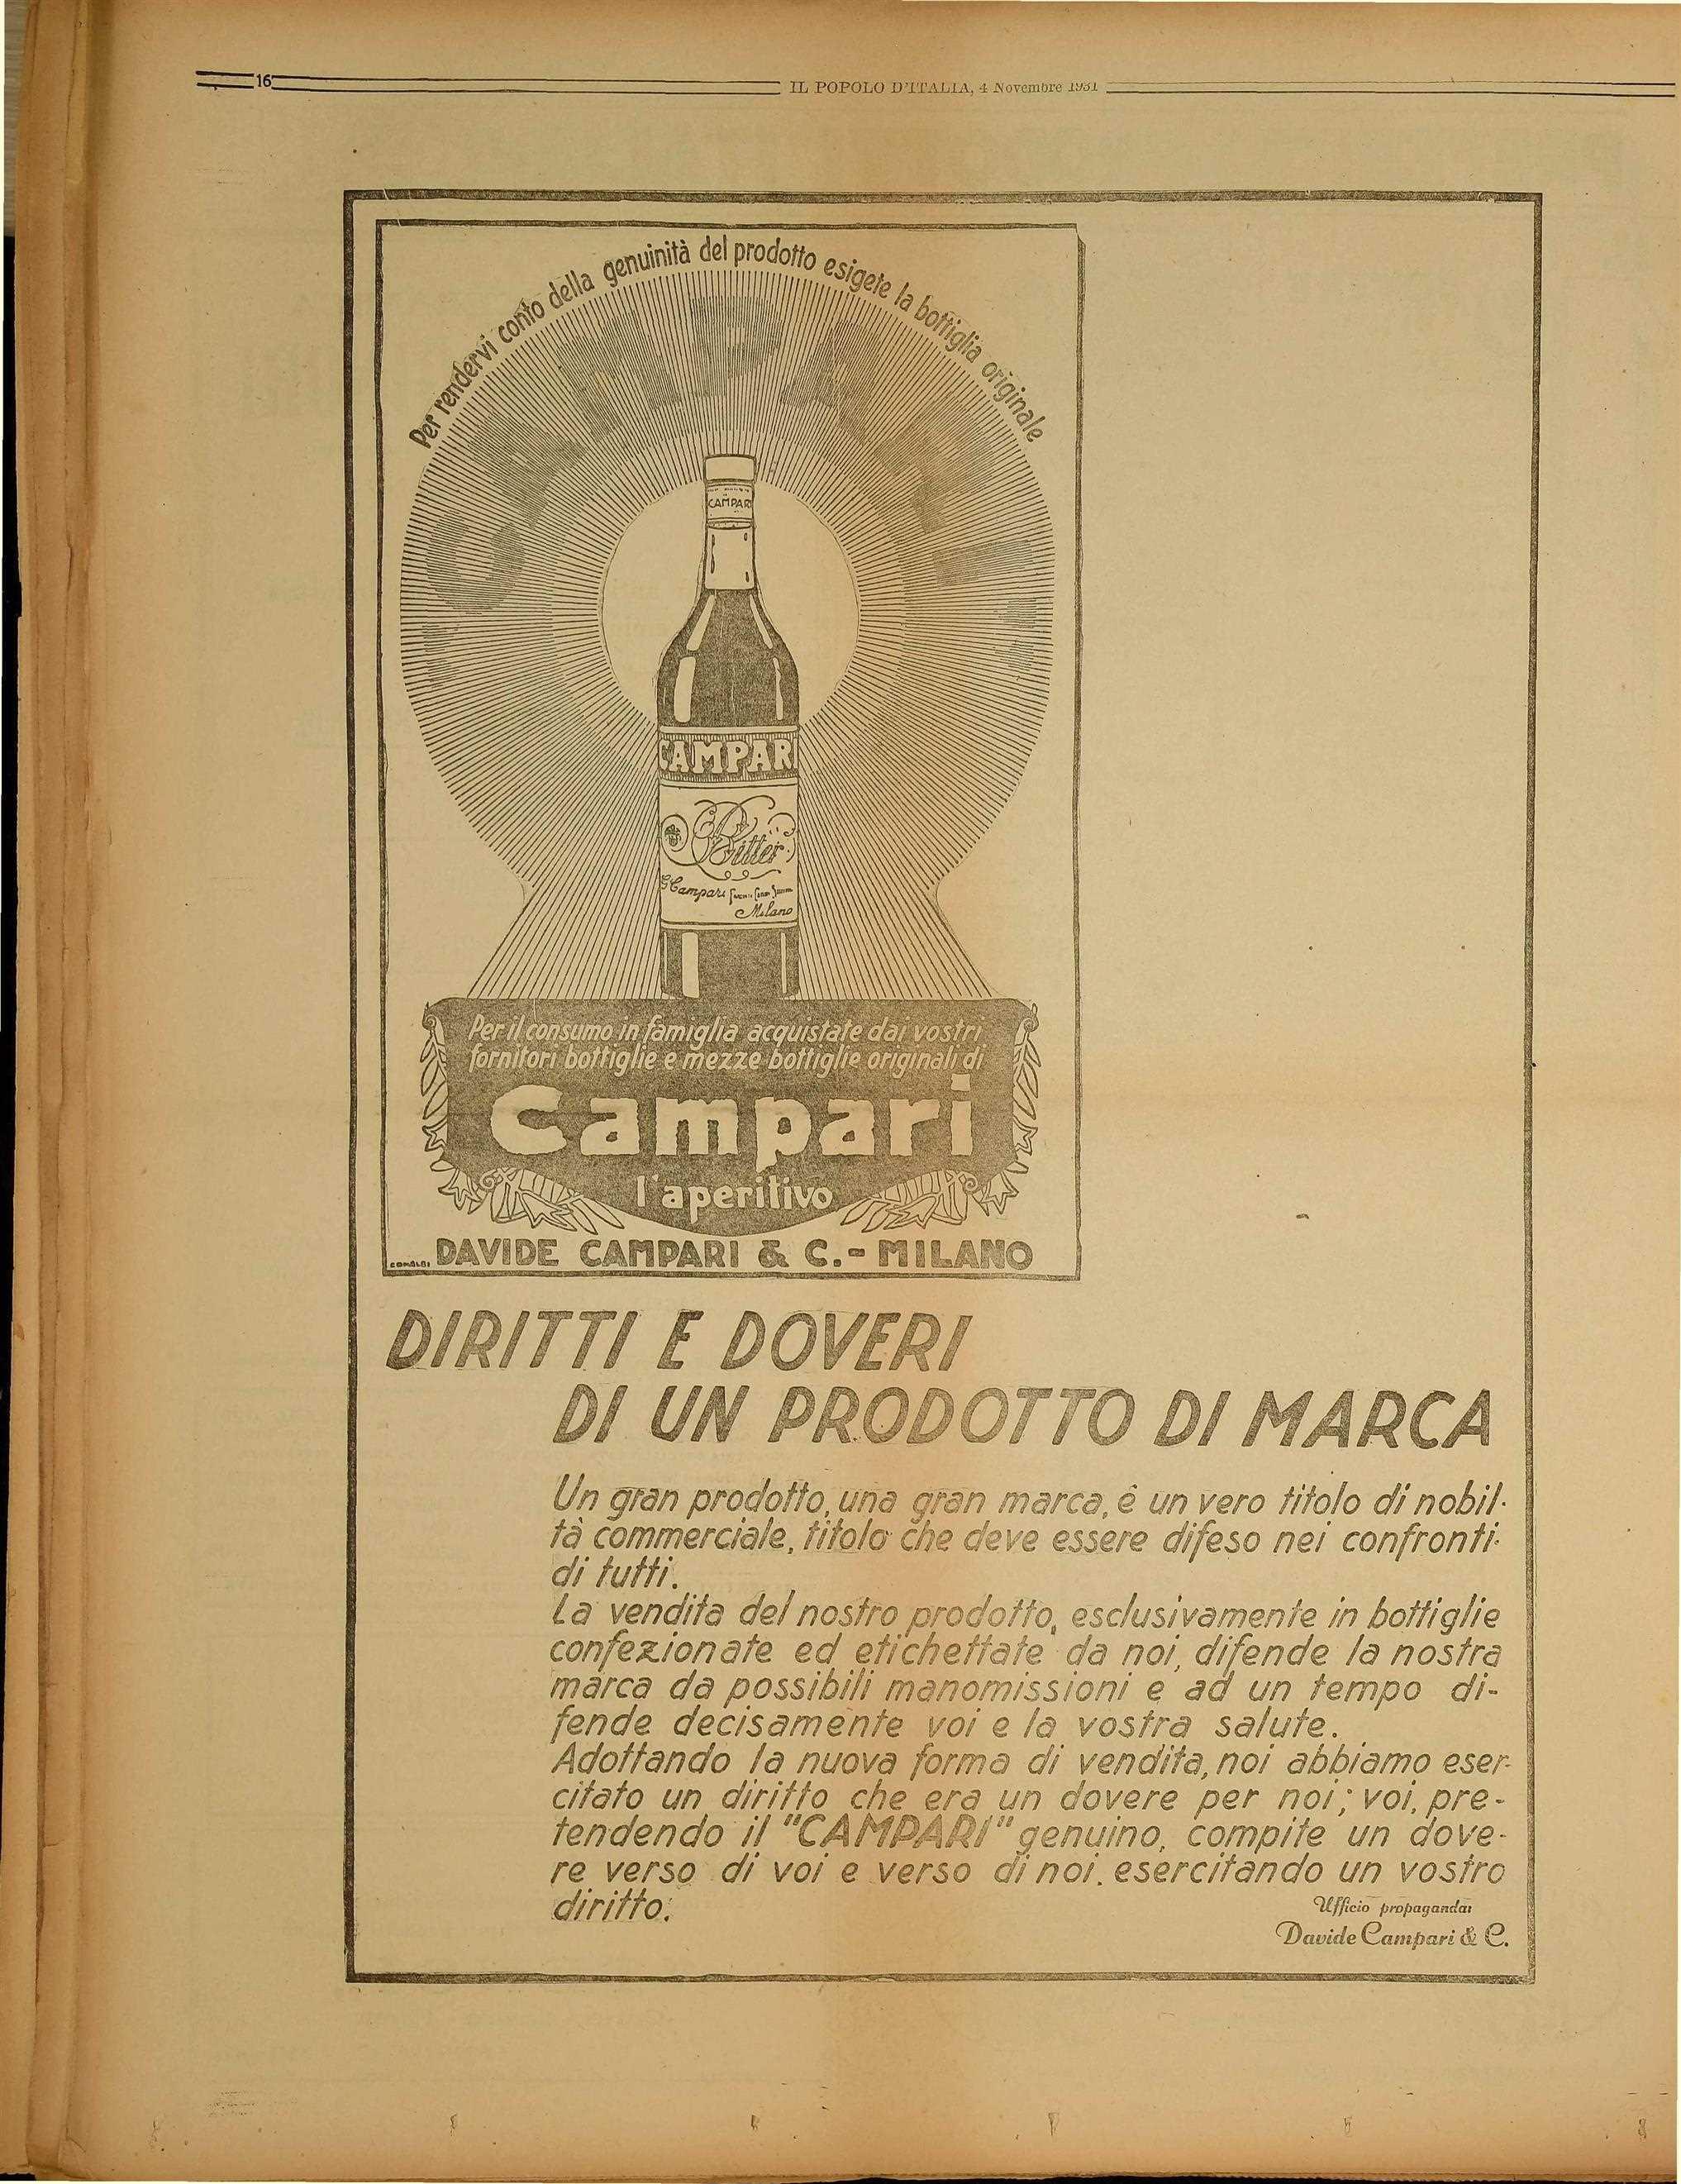 16
IL POPOLO D'ITALIA, 4 Novembre 1931
Per rendervi conto della genuinità del prodotto esigete la bottiglia originale
CAMPARI
CAMPARI
CAMPARI
Bitter
G. Campari
Milano
Per il consumo in famiglia acquistate dai vostri
fornitori bottiglie e mezze bottiglie originali di
Campari
l'aperitivo
DAVIDE CAMPARI & C. - MILANO
DIRITTI E DOVERI
DI UN PRODOTTO DI MARCA
Un gran prodotto, una gran marca, é un vero titolo di nobil-
tà commerciale, titolo che deve essere difeso nei confronti
di tutti.
La vendita del nostro prodotto, esclusivamente in bottiglie
confezionate ed etichettate da noi, difende la nostra
marca da possibili manomissioni e ad un tempo di-
fende decisamente voi e la vostra salute.
Adottando la nuova forma di vendita, noi abbiamo eser-
citato un diritto che era un dovere per noi; voi, pre-
tendendo il "CAMPARI" genuino, compite un dove-
re verso di voi e verso di noi, esercitando un vostro
diritto.
Ufficio propaganda:
Davide Campari & C.